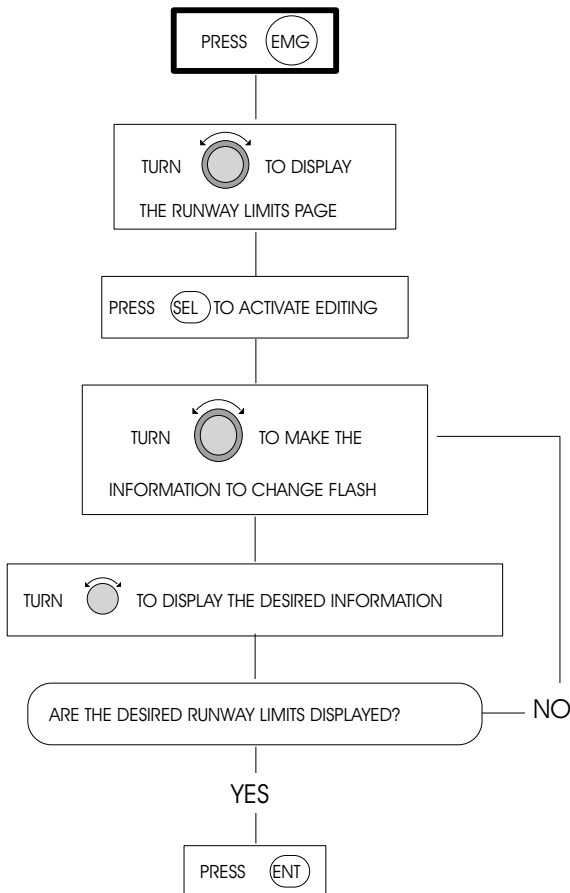 PRESS EMG
TURN TO DISPLAY
THE RUNWAY LIMITS PAGE
PRESS SEL TO ACTIVATE EDITING
TURN TO MAKE THE
INFORMATION TO CHANGE FLASH
TURN TO DISPLAY THE DESIRED INFORMATION
ARE THE DESIRED RUNWAY LIMITS DISPLAYED?
NO
YES
PRESS ENT